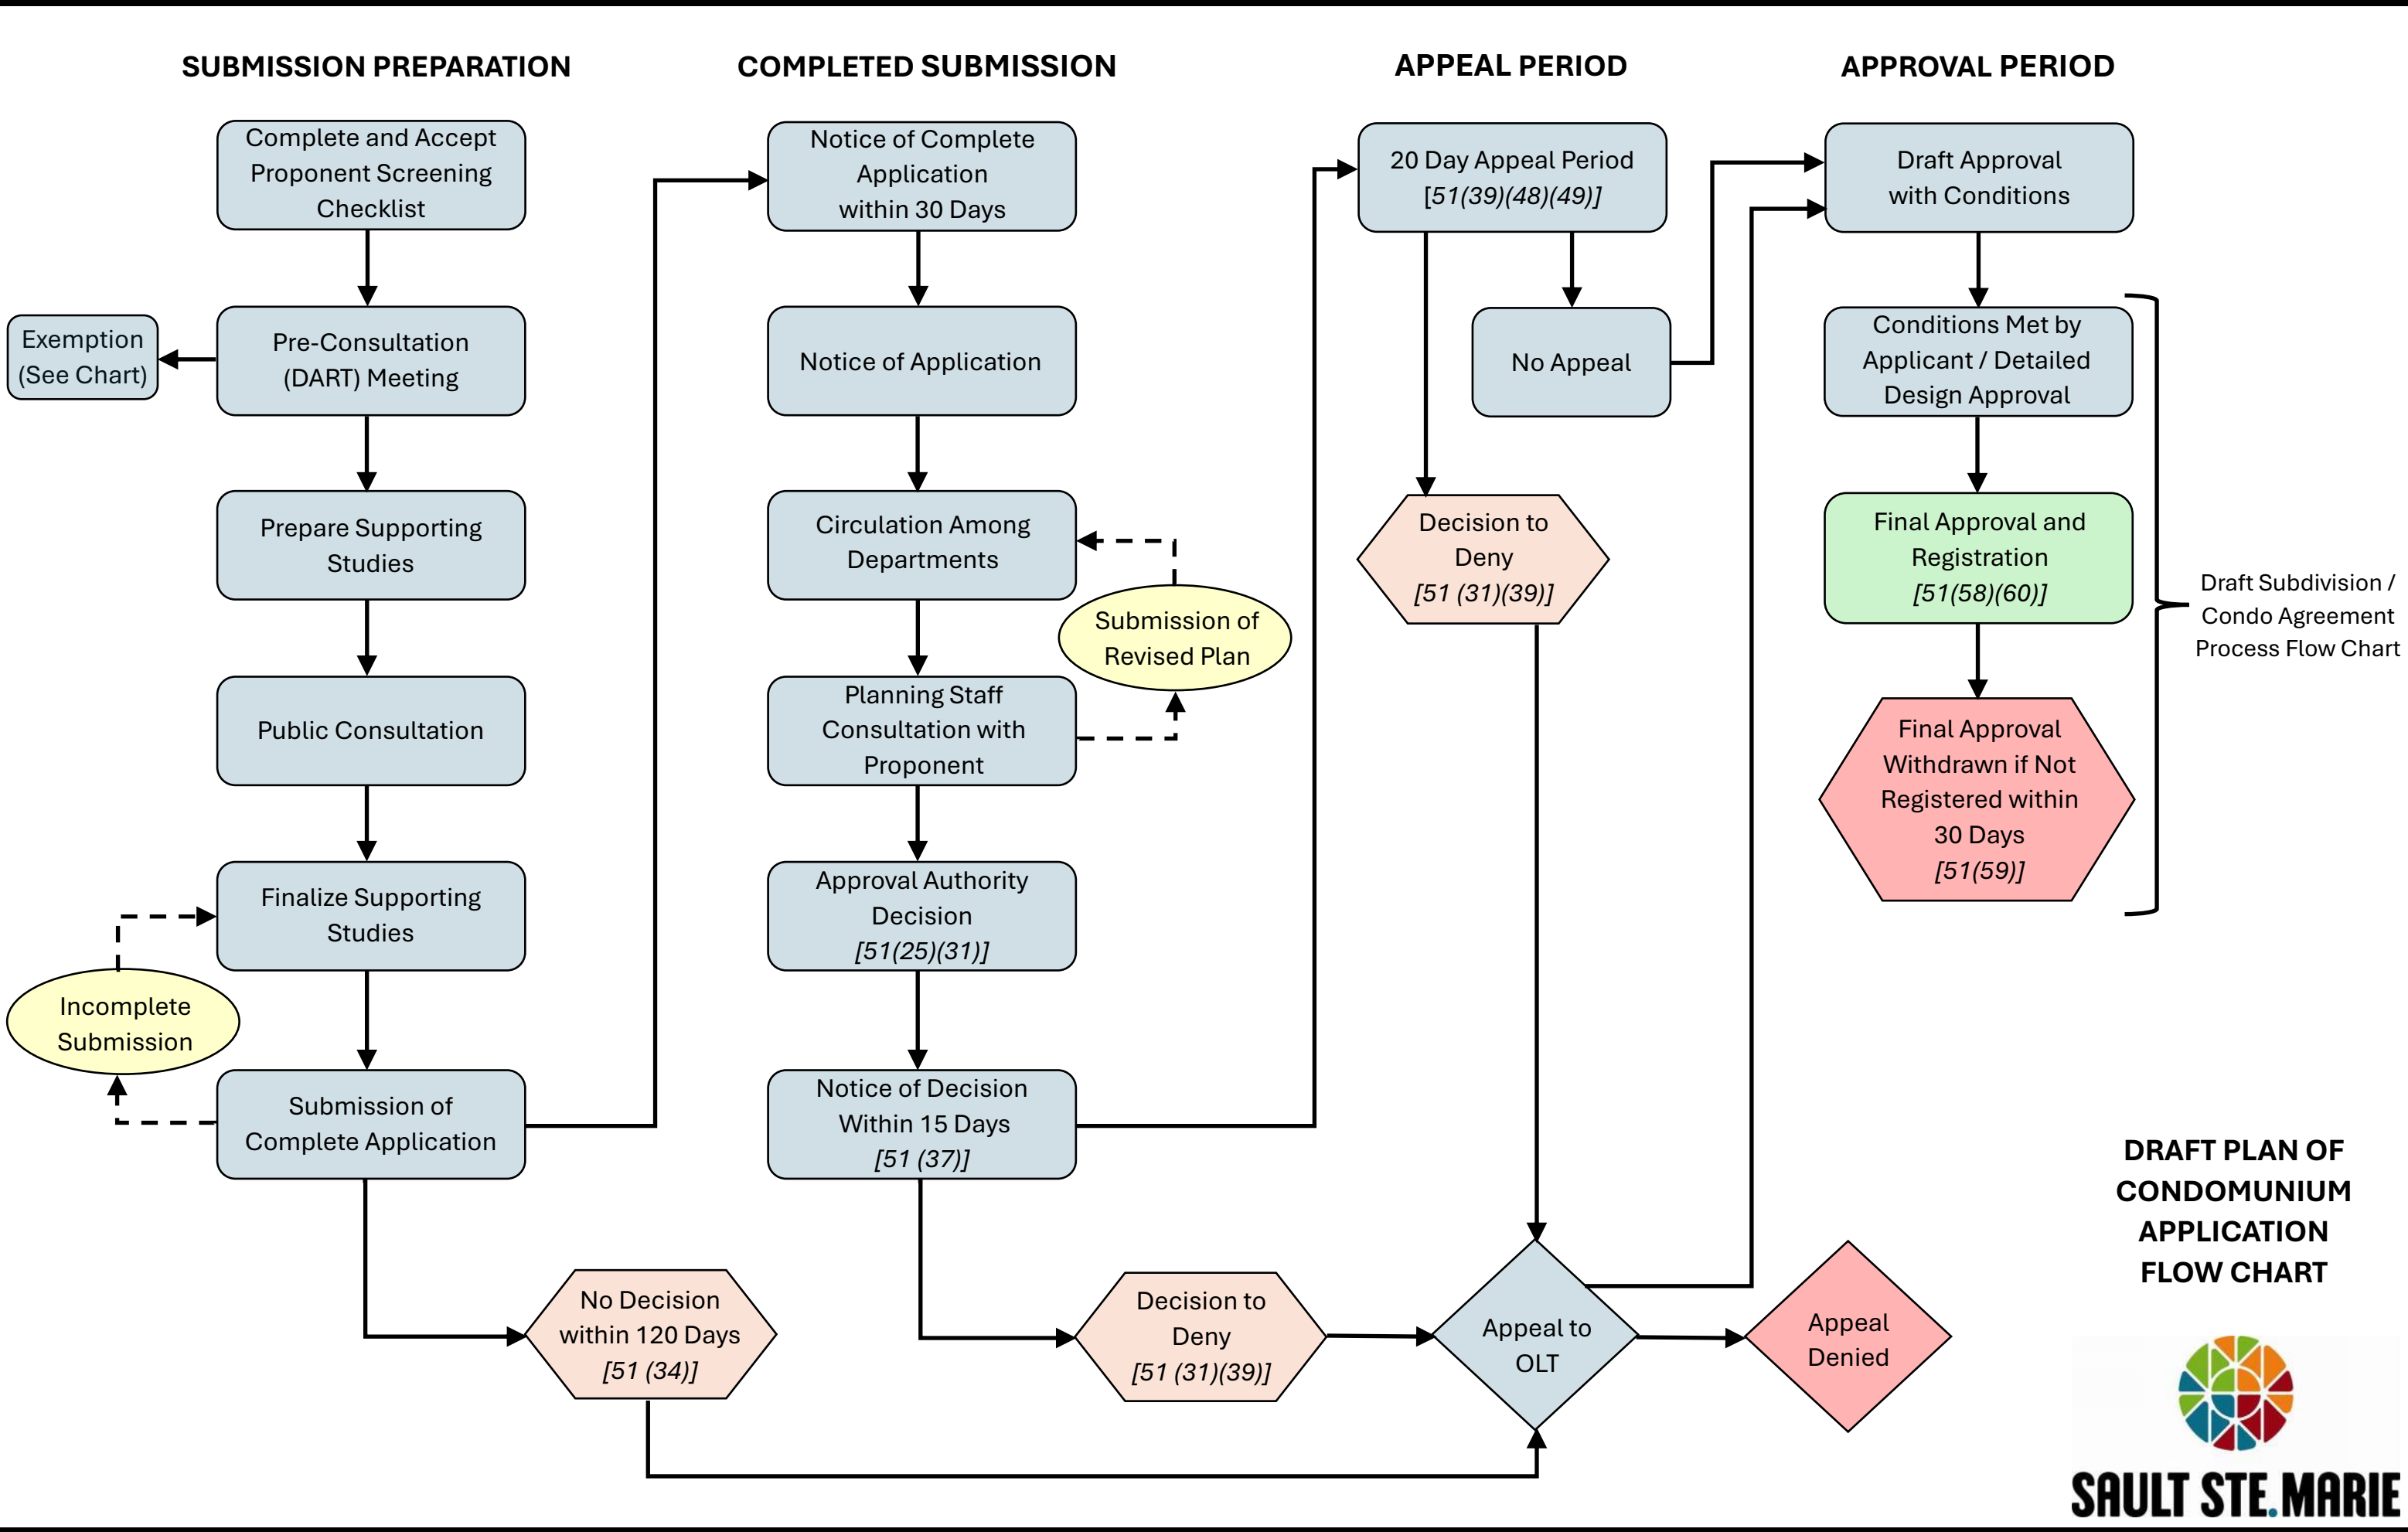 SUBMISSION PREPARATION
Complete and Accept
Proponent Screening
Checklist
Exemption
(See Chart)
Pre-Consultation
(DART) Meeting
Prepare Supporting
Studies
Public Consultation
Finalize Supporting
Studies
Incomplete
Submission
Submission of
Complete Application
No Decision
within 120 Days
[51 (34)]
COMPLETED SUBMISSION
Notice of Complete
Application
within 30 Days
Notice of Application
Circulation Among
Departments
Submission of
Revised Plan
Planning Staff
Consultation with
Proponent
Approval Authority
Decision
[51(25)(31)]
Notice of Decision
Within 15 Days
[51 (37)]
Decision to
Deny
[51 (31)(39)]
APPEAL PERIOD
20 Day Appeal Period
[51(39)(48)(49)]
No Appeal
Decision to
Deny
[51 (31)(39)]
Appeal to
OLT
Appeal
Denied
APPROVAL PERIOD
Draft Approval
with Conditions
Conditions Met by
Applicant / Detailed
Design Approval
Final Approval and
Registration
[51(58)(60)]
Final Approval
Withdrawn if Not
Registered within
30 Days
[51(59)]
Draft Subdivision /
Condo Agreement
Process Flow Chart
DRAFT PLAN OF
CONDOMUNIUM
APPLICATION
FLOW CHART
SAULT STE.MARIE